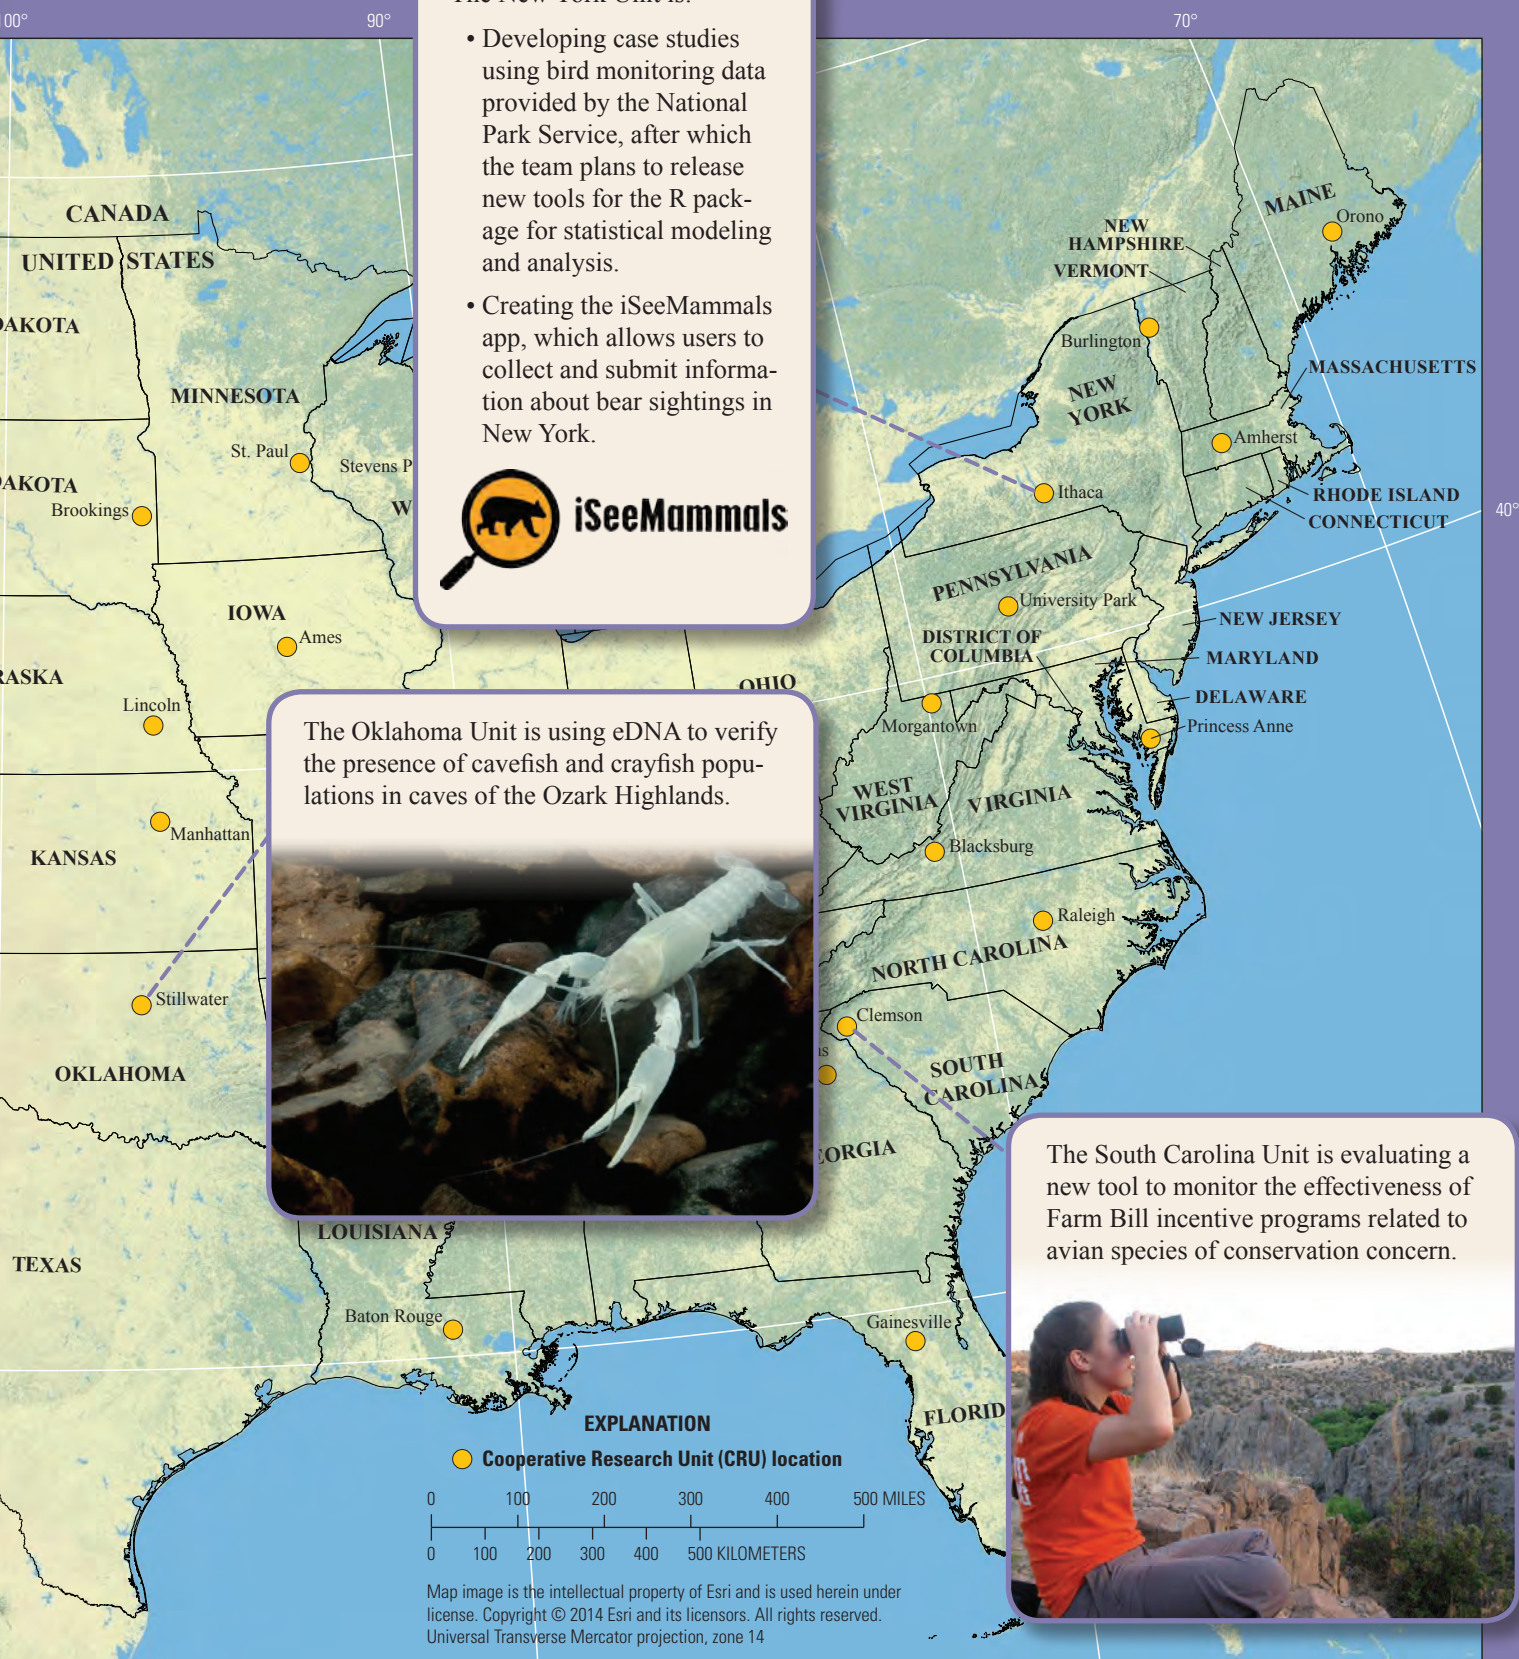 100°
90°
70°
40°
The New York Unit is:
• Developing case studies
using bird monitoring data
provided by the National
Park Service, after which
the team plans to release
new tools for the R pack-
age for statistical modeling
and analysis.
• Creating the iSeeMammals
app, which allows users to
collect and submit informa-
tion about bear sightings in
New York.
iSeeMammals
CANADA
UNITED STATES
DAKOTA
MINNESOTA
St. Paul
Stevens P
W
DAKOTA
Brookings
IOWA
Ames
RASKA
Lincoln
Manhattan
KANSAS
Stillwater
OKLAHOMA
TEXAS
LOUISIANA
Baton Rouge
MAINE
Orono
NEW
HAMPSHIRE
VERMONT
Burlington
MASSACHUSETTS
NEW
YORK
Amherst
Ithaca
RHODE ISLAND
CONNECTICUT
PENNSYLVANIA
University Park
NEW JERSEY
DISTRICT OF
COLUMBIA
MARYLAND
OHIO
DELAWARE
Morgantown
Princess Anne
WEST
VIRGINIA
VIRGINIA
Blacksburg
Raleigh
NORTH CAROLINA
Clemson
ns
SOUTH
CAROLINA
EORGIA
Gainesville
FLORID
The Oklahoma Unit is using eDNA to verify
the presence of cavefish and crayfish popu-
lations in caves of the Ozark Highlands.
The South Carolina Unit is evaluating a
new tool to monitor the effectiveness of
Farm Bill incentive programs related to
avian species of conservation concern.
EXPLANATION
Cooperative Research Unit (CRU) location
0 100 200 300 400 500 MILES
0 100 200 300 400 500 KILOMETERS
Map image is the intellectual property of Esri and is used herein under
license. Copyright © 2014 Esri and its licensors. All rights reserved.
Universal Transverse Mercator projection, zone 14